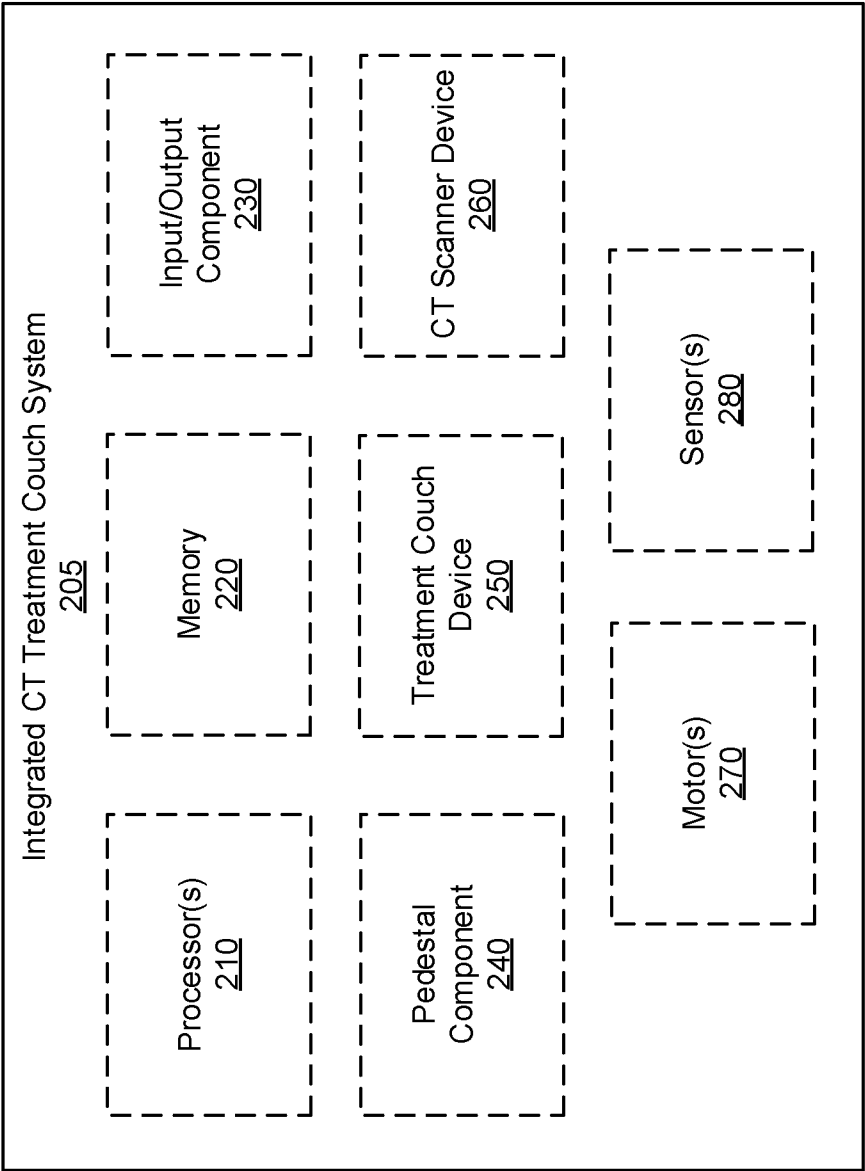 Integrated CT Treatment Couch System
205
Processor(s)
210
Memory
220
Input/Output
Component
230
Pedestal
Component
240
Treatment Couch
Device
250
CT Scanner Device
260
Motor(s)
270
Sensor(s)
280